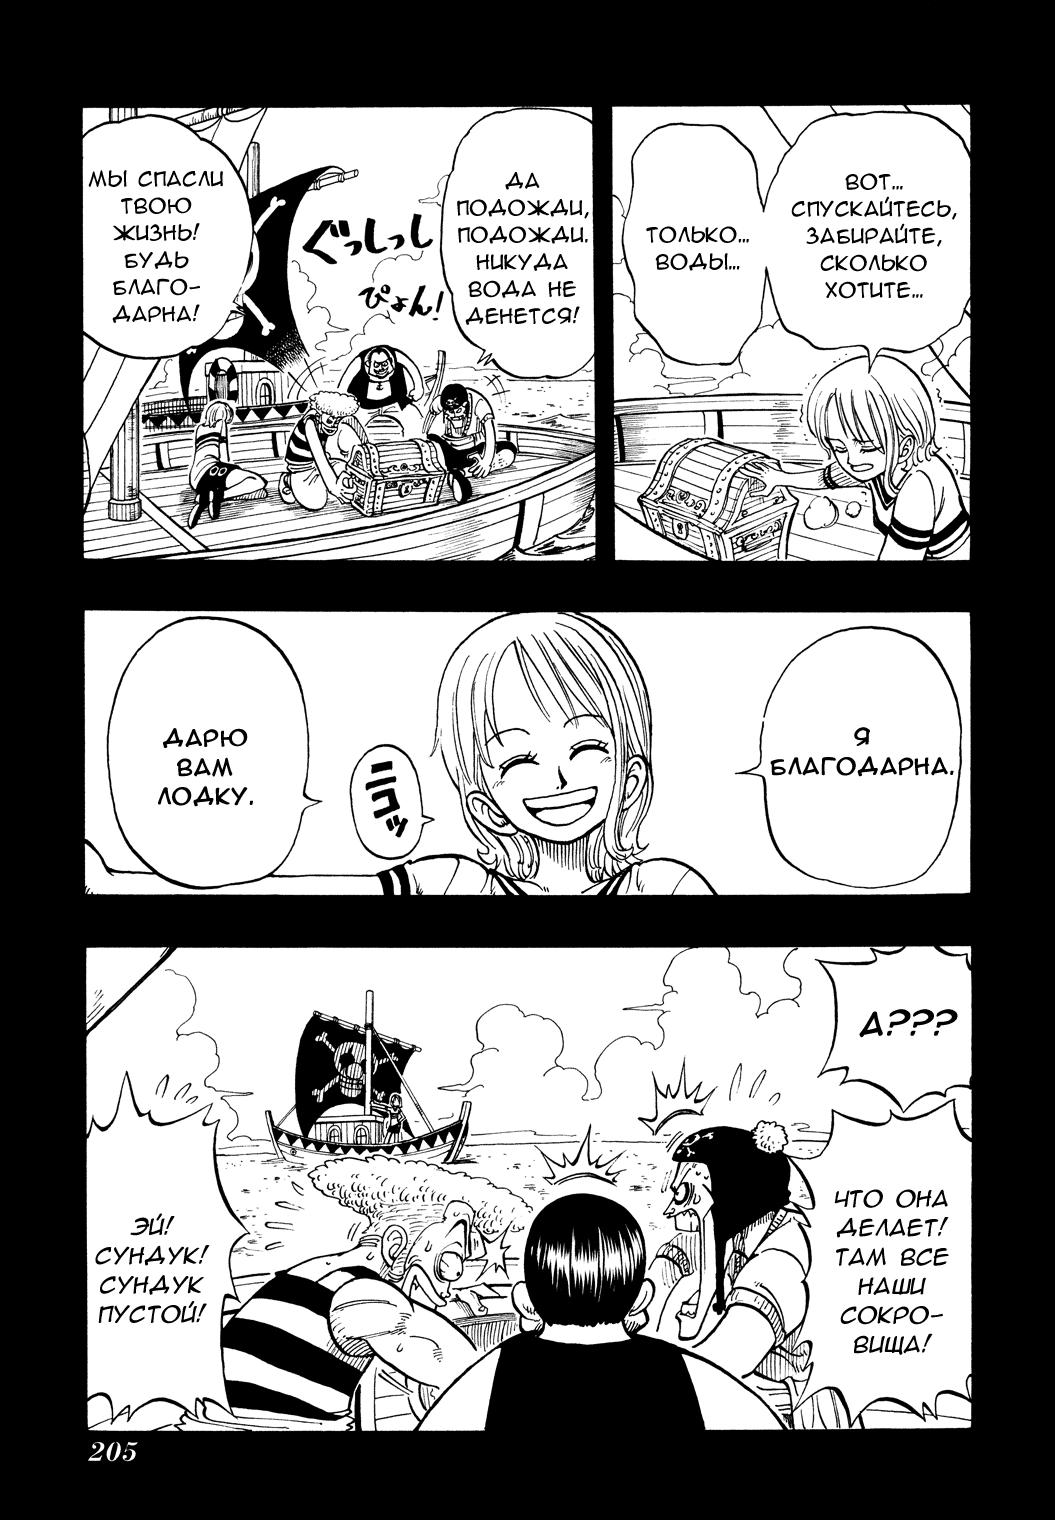 ВОТ...
СПУСКАЙТЕСЬ,
ЗАБИРАЙТЕ,
СКОЛЬКО
ХОТИТЕ...
ТОЛЬКО...
ВОДЫ...
ДА
ПОДОЖДИ,
ПОДОЖДИ.
НИКУДА
ВОДА НЕ
ДЕНЕТСЯ!
ぐっしっし
ぴょん!
МЫ СПАСЛИ
ТВОЮ
ЖИЗНЬ!
БУДЬ
БЛАГО-
ДАРНА!
Я
БЛАГОДАРНА.
ニコッ
ДАРЮ
ВАМ
ЛОДКУ.
А???
ЧТО ОНА
ДЕЛАЕТ!
ТАМ ВСЕ
НАШИ
СОКРО-
ВИЩА!
ЭЙ!
СУНДУК!
СУНДУК
ПУСТОЙ!
205